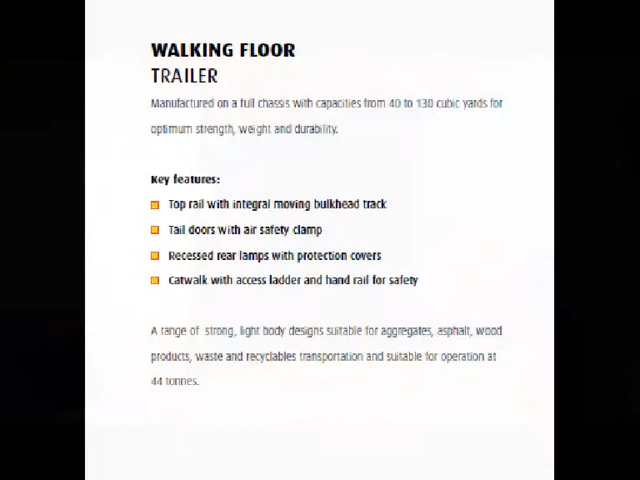 WALKING FLOOR
TRAILER
Manufactured on a full chassis with capacities from 40 to 130 cubic yards for
optimum strength, weight and durability.
Key features:
Top rail with integral moving bulkhead track
Tail doors with air safety clamp
Recessed rear lamps with protection covers
Catwalk with access ladder and hand rail for safety
A range of strong, light body designs suitable for aggregates, asphalt, wood
products, waste and recyclables transportation and suitable for operation at
44 tonnes.